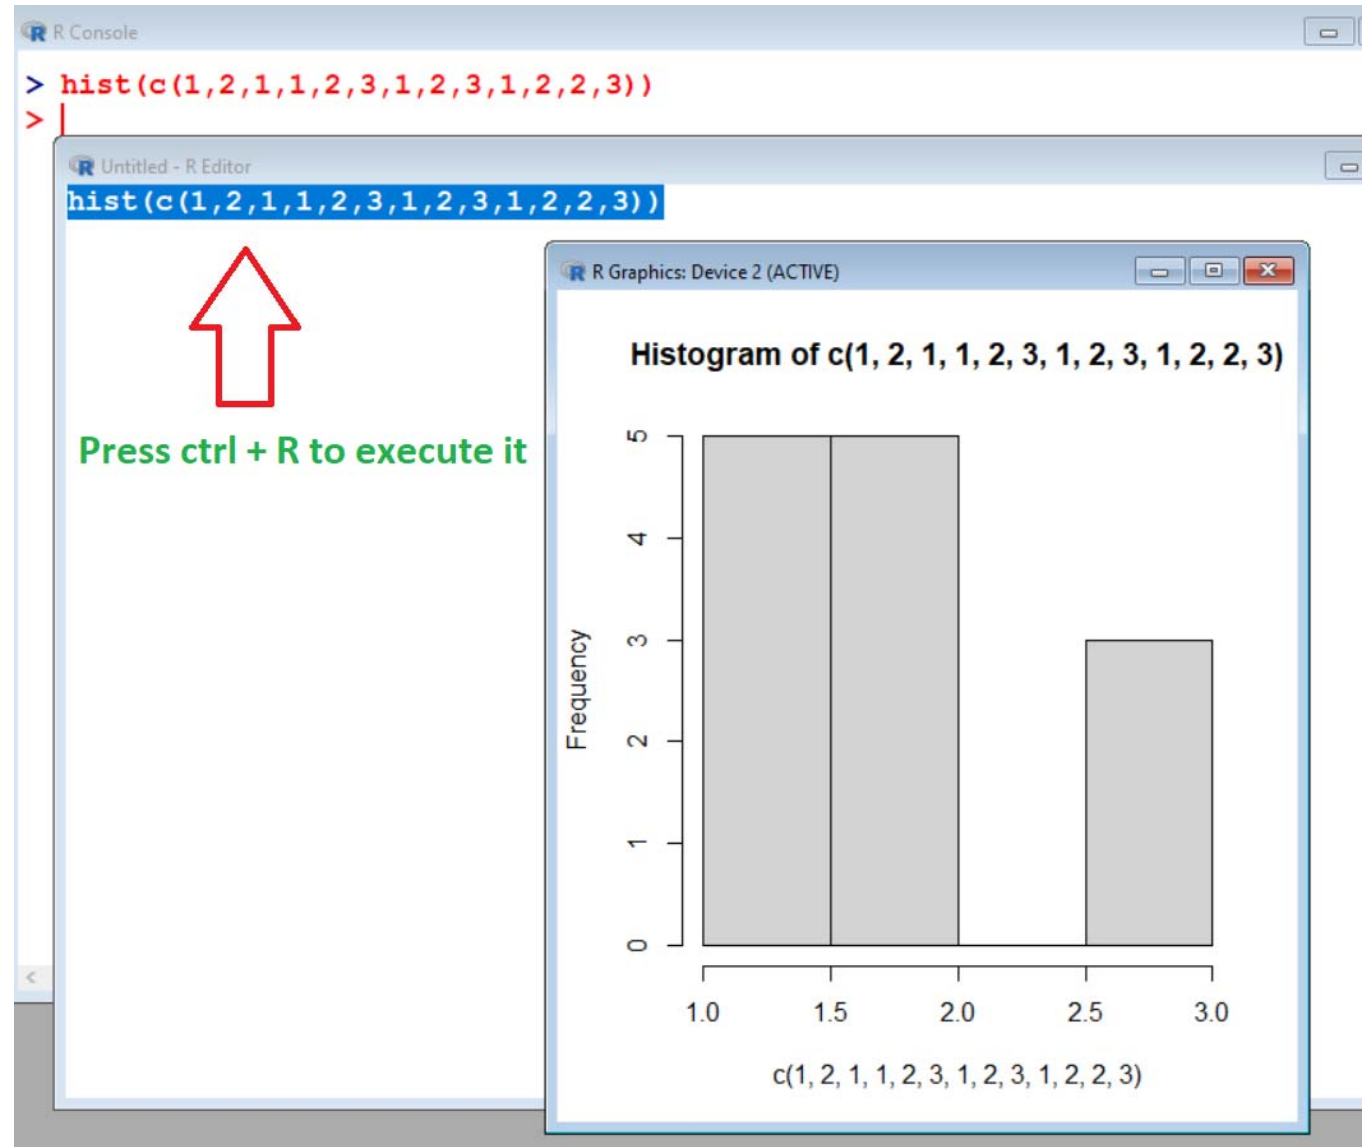 R Console
> hist(c(1,2,1,1,2,3,1,2,3,1,2,2,3))
>
Untitled - R Editor
hist(c(1,2,1,1,2,3,1,2,3,1,2,2,3))
Press ctrl + R to execute it
R Graphics: Device 2 (ACTIVE)
Histogram of c(1, 2, 1, 1, 2, 3, 1, 2, 3, 1, 2, 2, 3)
Frequency
5
4
3
2
1
0
1.0 1.5 2.0 2.5 3.0
c(1, 2, 1, 1, 2, 3, 1, 2, 3, 1, 2, 2, 3)